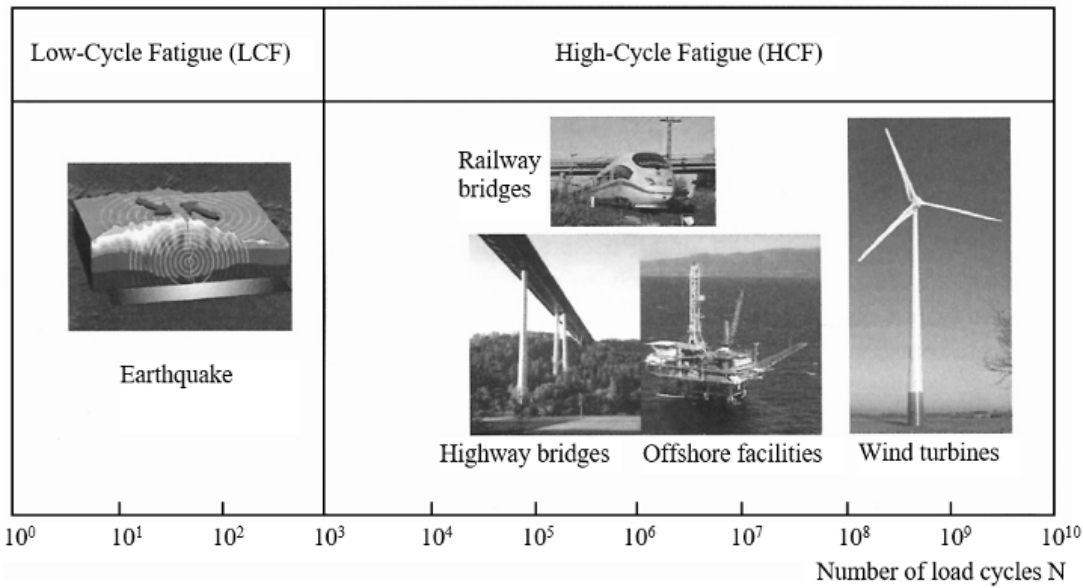 Low-Cycle Fatigue (LCF)
High-Cycle Fatigue (HCF)
Railway
bridges
Earthquake
Highway bridges
Offshore facilities
Wind turbines
10⁰
10¹
10²
10³
10⁴
10⁵
10⁶
10⁷
10⁸
10⁹
10¹⁰
Number of load cycles N